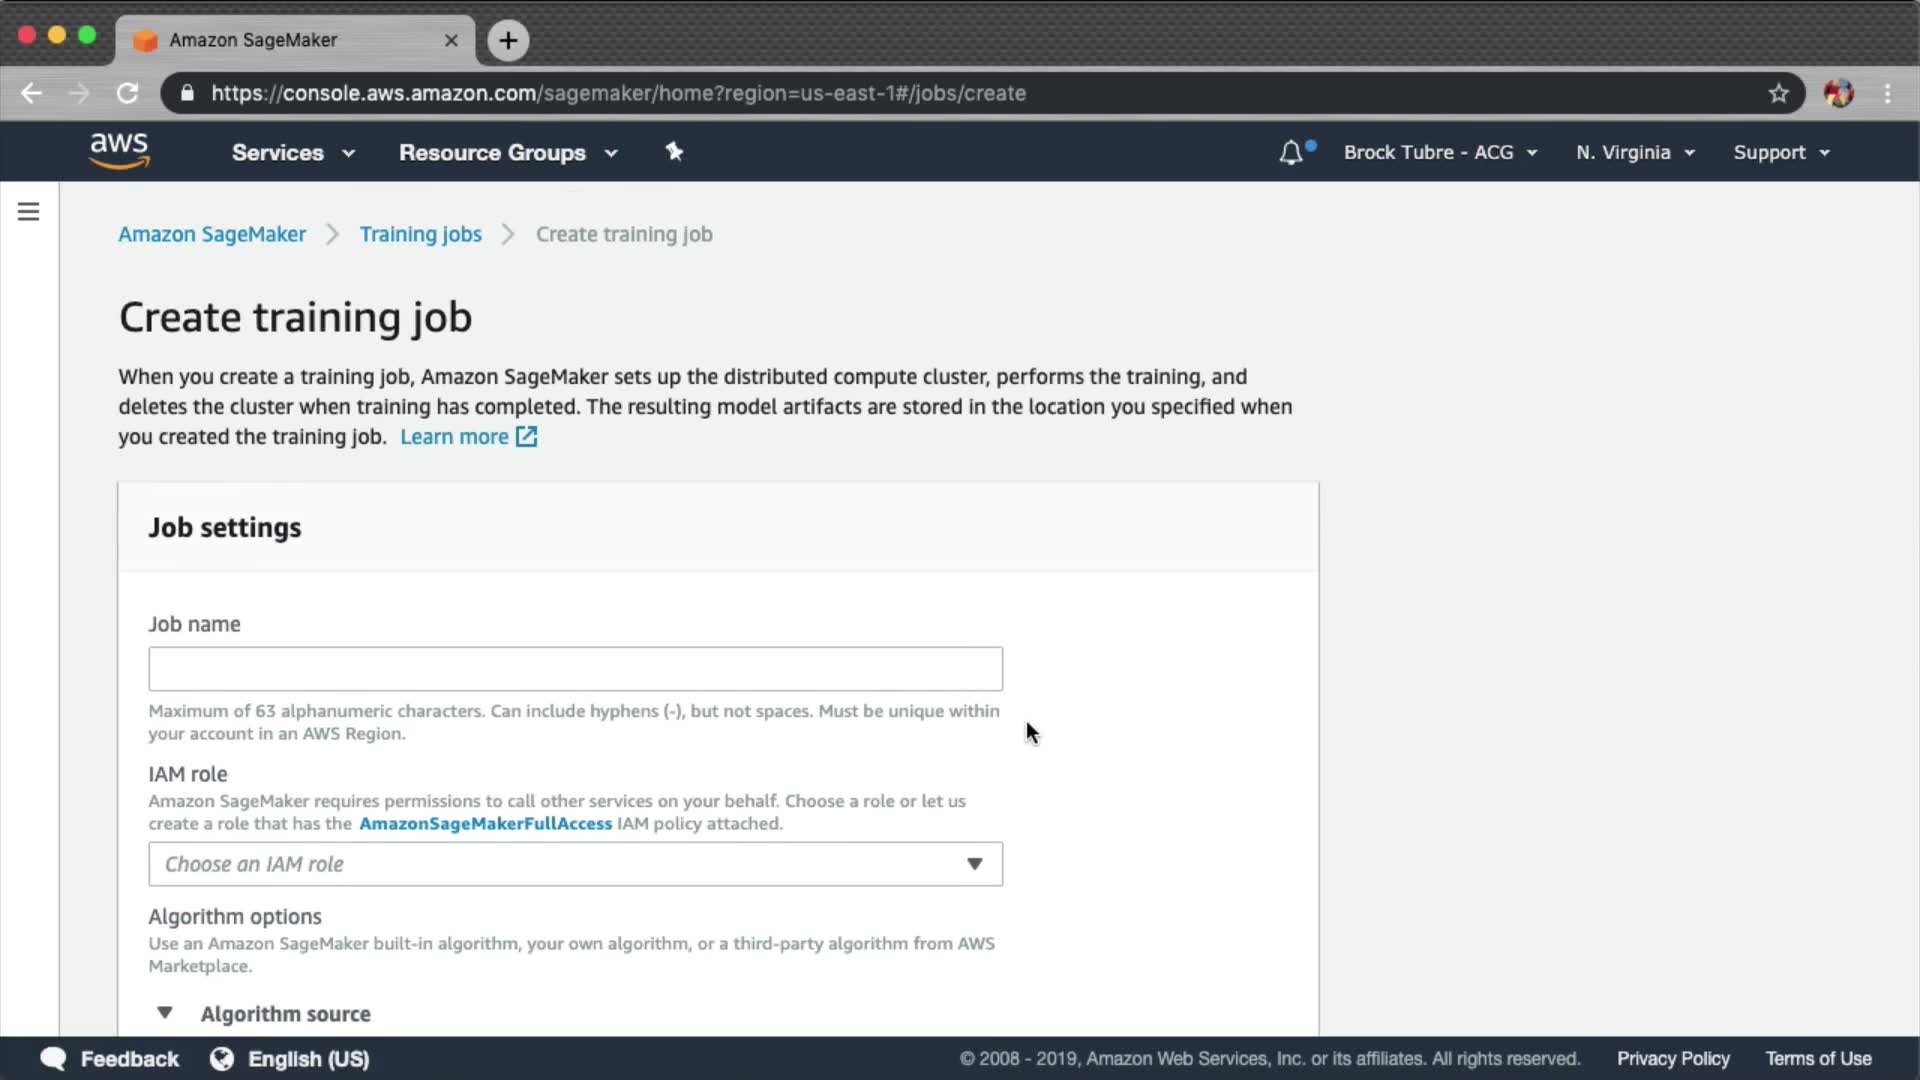 Amazon SageMaker
https://console.aws.amazon.com/sagemaker/home?region=us-east-1#/jobs/create
aws
Services
Resource Groups
Brock Tubre - ACG
N. Virginia
Support
Amazon SageMaker
Training jobs
Create training job
Create training job
When you create a training job, Amazon SageMaker sets up the distributed compute cluster, performs the training, and
deletes the cluster when training has completed. The resulting model artifacts are stored in the location you specified when
you created the training job. Learn more
Job settings
Job name
Maximum of 63 alphanumeric characters. Can include hyphens (-), but not spaces. Must be unique within
your account in an AWS Region.
IAM role
Amazon SageMaker requires permissions to call other services on your behalf. Choose a role or let us
create a role that has the AmazonSageMakerFullAccess IAM policy attached.
Choose an IAM role
Algorithm options
Use an Amazon SageMaker built-in algorithm, your own algorithm, or a third-party algorithm from AWS
Marketplace.
Algorithm source
Feedback
English (US)
© 2008 - 2019, Amazon Web Services, Inc. or its affiliates. All rights reserved.
Privacy Policy
Terms of Use